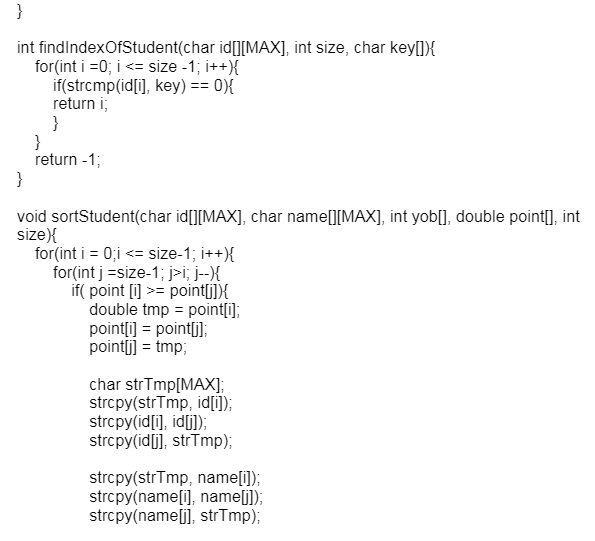 }
int findIndexOfStudent(char id[][MAX], int size, char key[]){
for(int i =0; i <= size -1; i++){
if(strcmp(id[i], key) == 0){
return i;
}
}
return -1;
}
void sortStudent(char id[][MAX], char name[][MAX], int yob[], double point[], int
size){
for(int i = 0;i <= size-1; i++){
for(int j =size-1; j>i; j--){
if( point [i] >= point[j]){
double tmp = point[i];
point[i] = point[j];
point[j] = tmp;
char strTmp[MAX];
strcpy(strTmp, id[i]);
strcpy(id[i], id[j]);
strcpy(id[j], strTmp);
strcpy(strTmp, name[i]);
strcpy(name[i], name[j]);
strcpy(name[j], strTmp);